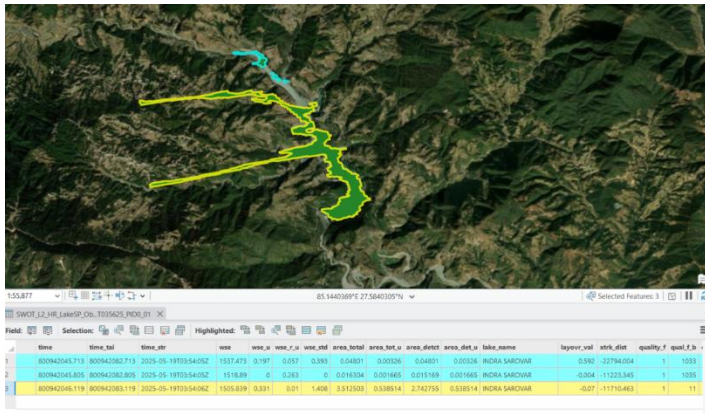 1:55,877
85.1440369°E 27.5840305°N
Selected Features: 3
SWOT_L2_HR_LakeSP_Ob...T035625_PID0_01
Field: Selection: Highlighted:
time time_tai time_str wse wse_u wse_r_u wse_std area_total area_tot_u area_detct area_det_u lake_name layovr_val xtrk_dist quality_f qual_f_b
1 800942045.713 800942082.713 2025-05-19T03:54:05Z 1537.473 0.197 0.057 0.393 0.04801 0.00326 0.04801 0.00326 INDRA SAROVAR 0.592 -22794.004 1 1033
800942045.805 800942082.805 2025-05-19T03:54:05Z 1518.89 0 0.263 0 0.016304 0.001665 0.015169 0.001665 INDRA SAROVAR -0.004 -11223.345 1 1035
3 800942046.119 800942083.119 2025-05-19T03:54:06Z 1505.839 0.331 0.01 1.408 3.512503 0.538514 2.742755 0.538514 INDRA SAROVAR -0.07 -11710.463 1 11